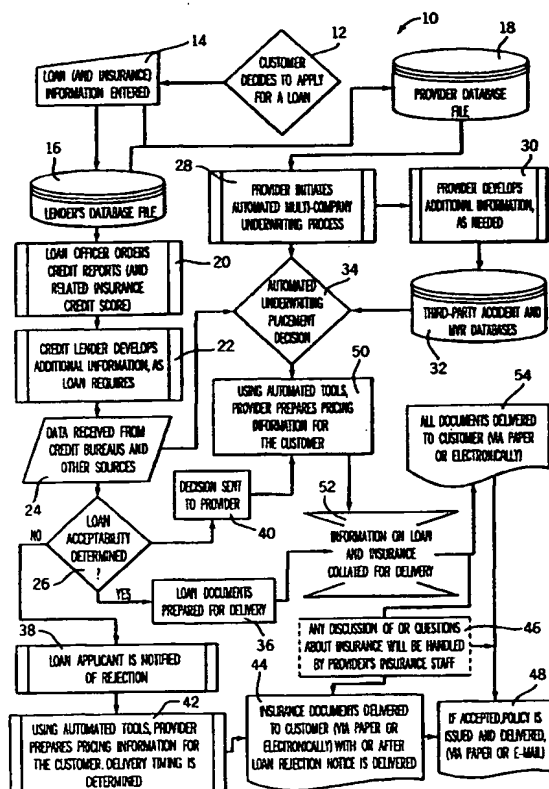 10
14
12
18
LOAN (AND INSURANCE)
INFORMATION ENTERED
CUSTOMER
DECIDES TO APPLY
FOR A LOAN
PROVIDER DATABASE
FILE
16
LENDER'S DATABASE FILE
28
PROVIDER INITIATES
AUTOMATED MULTI-COMPANY
UNDERWRITING PROCESS
30
PROVIDER DEVELOPS
ADDITIONAL INFORMATION,
AS NEEDED
LOAN OFFICER ORDERS
CREDIT REPORTS (AND
RELATED INSURANCE
CREDIT SCORE)
20
34
AUTOMATED
UNDERWRITING
PLACEMENT
DECISION
THIRD-PARTY ACCIDENT AND
MVR DATABASES
32
CREDIT LENDER DEVELOPS
ADDITIONAL INFORMATION, AS
LOAN REQUIRES
22
50
USING AUTOMATED TOOLS,
PROVIDER PREPARES PRICING
INFORMATION FOR
THE CUSTOMER
54
ALL DOCUMENTS DELIVERED
TO CUSTOMER (VIA PAPER
OR ELECTRONICALLY)
DATA RECEIVED FROM
CREDIT BUREAUS AND
OTHER SOURCES
24
DECISION SENT
TO PROVIDER
40
52
INFORMATION ON LOAN
AND INSURANCE
COLLATED FOR DELIVERY
NO
LOAN
ACCEPTABILITY
DETERMINED
?
26
YES
LOAN DOCUMENTS
PREPARED FOR DELIVERY
36
38
LOAN APPLICANT IS NOTIFIED
OF REJECTION
ANY DISCUSSION OF OR QUESTIONS
ABOUT INSURANCE WILL BE HANDLED
BY PROVIDER'S INSURANCE STAFF
46
42
USING AUTOMATED TOOLS, PROVIDER
PREPARES PRICING INFORMATION FOR
THE CUSTOMER. DELIVERY TIMING IS
DETERMINED
44
INSURANCE DOCUMENTS DELIVERED
TO CUSTOMER (VIA PAPER OR
ELECTRONICALLY) WITH OR AFTER
LOAN REJECTION NOTICE IS DELIVERED
48
IF ACCEPTED, POLICY IS
ISSUED AND DELIVERED,
(VIA PAPER OR E-MAIL)